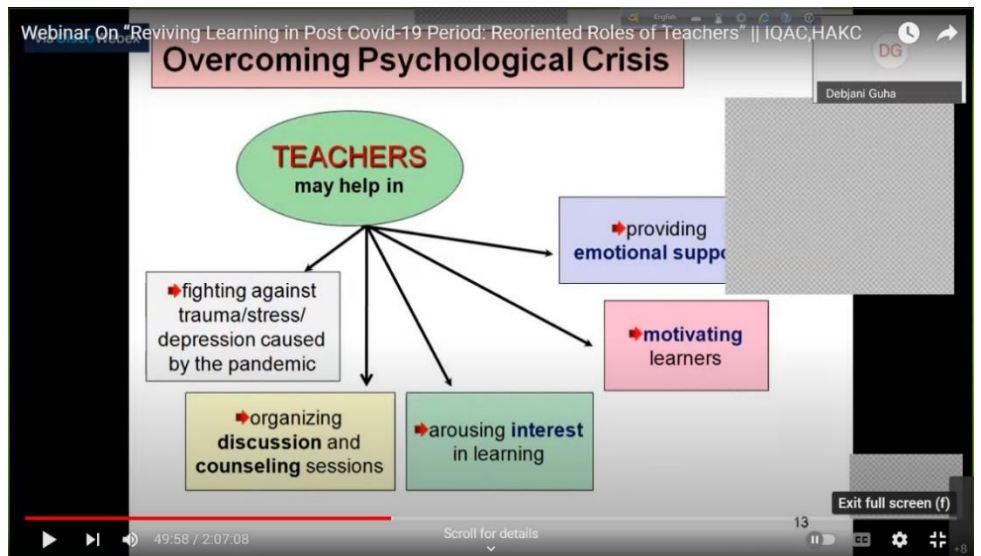 Webinar On “Reviving Learning in Post Covid-19 Period: Reoriented Roles of Teachers” || IQAC,HAKC
English
DG
Debjani Guha
Overcoming Psychological Crisis
TEACHERS
may help in
providing
emotional suppo
fighting against
trauma/stress/
depression caused
by the pandemic
motivating
learners
organizing
discussion and
counseling sessions
arousing interest
in learning
Exit full screen (f)
13
49:58 / 2:07:08
Scroll for details
CC
+8